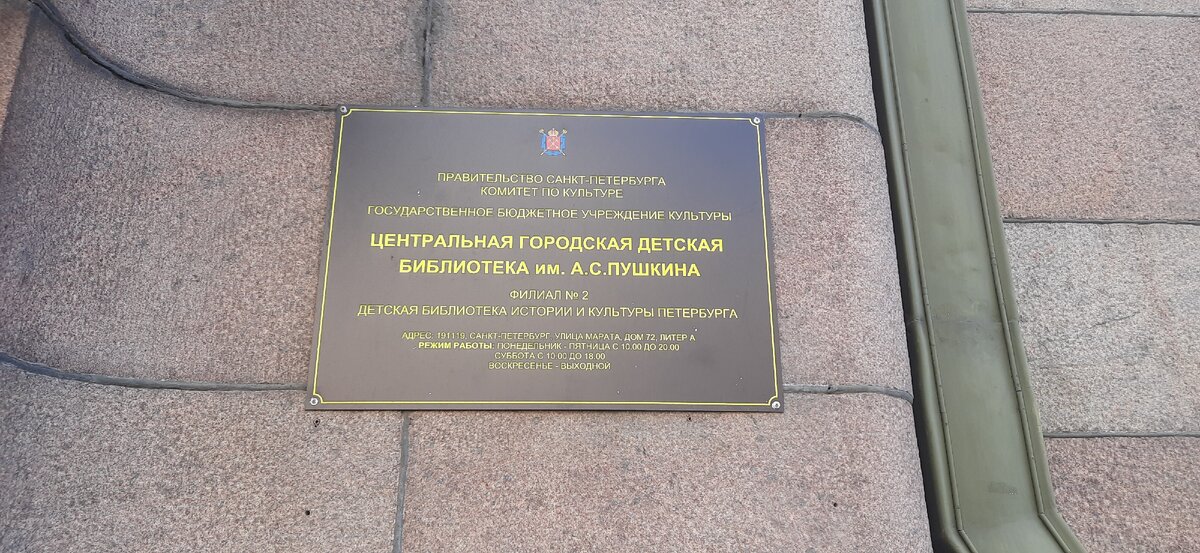 ПРАВИТЕЛЬСТВО САНКТ-ПЕТЕРБУРГА
КОМИТЕТ ПО КУЛЬТУРЕ
ГОСУДАРСТВЕННОЕ БЮДЖЕТНОЕ УЧРЕЖДЕНИЕ КУЛЬТУРЫ
ЦЕНТРАЛЬНАЯ ГОРОДСКАЯ ДЕТСКАЯ
БИБЛИОТЕКА им. А.С.ПУШКИНА
ФИЛИАЛ № 2
ДЕТСКАЯ БИБЛИОТЕКА ИСТОРИИ И КУЛЬТУРЫ ПЕТЕРБУРГА
АДРЕС: 191119, САНКТ-ПЕТЕРБУРГ, УЛИЦА МАРАТА, ДОМ 72, ЛИТЕР А
РЕЖИМ РАБОТЫ: ПОНЕДЕЛЬНИК - ПЯТНИЦА С 10.00 ДО 20.00
СУББОТА С 10.00 ДО 18.00
ВОСКРЕСЕНЬЕ - ВЫХОДНОЙ